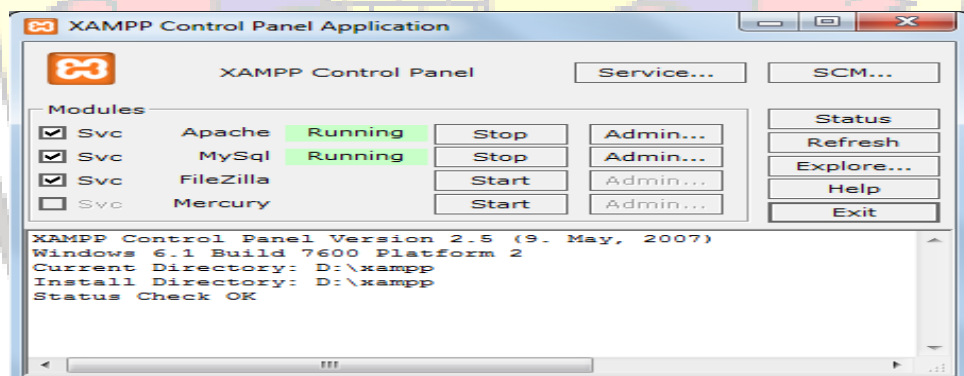 XAMPP Control Panel Application
XAMPP Control Panel Service... SCM...
Modules
Svc Apache Running Stop Admin...
Svc MySql Running Stop Admin...
Svc FileZilla Start Admin...
Svc Mercury Start Admin...
Status
Refresh
Explore...
Help
Exit
XAMPP Control Panel Version 2.5 (9. May, 2007)
Windows 6.1 Build 7600 Platform 2
Current Directory: D:\xampp
Install Directory: D:\xampp
Status Check OK